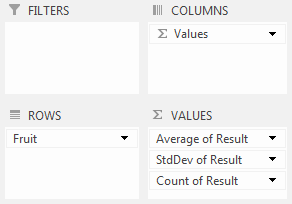 FILTERS
COLUMNS
Σ Values
ROWS
Σ VALUES
Fruit
Average of Result
StdDev of Result
Count of Result